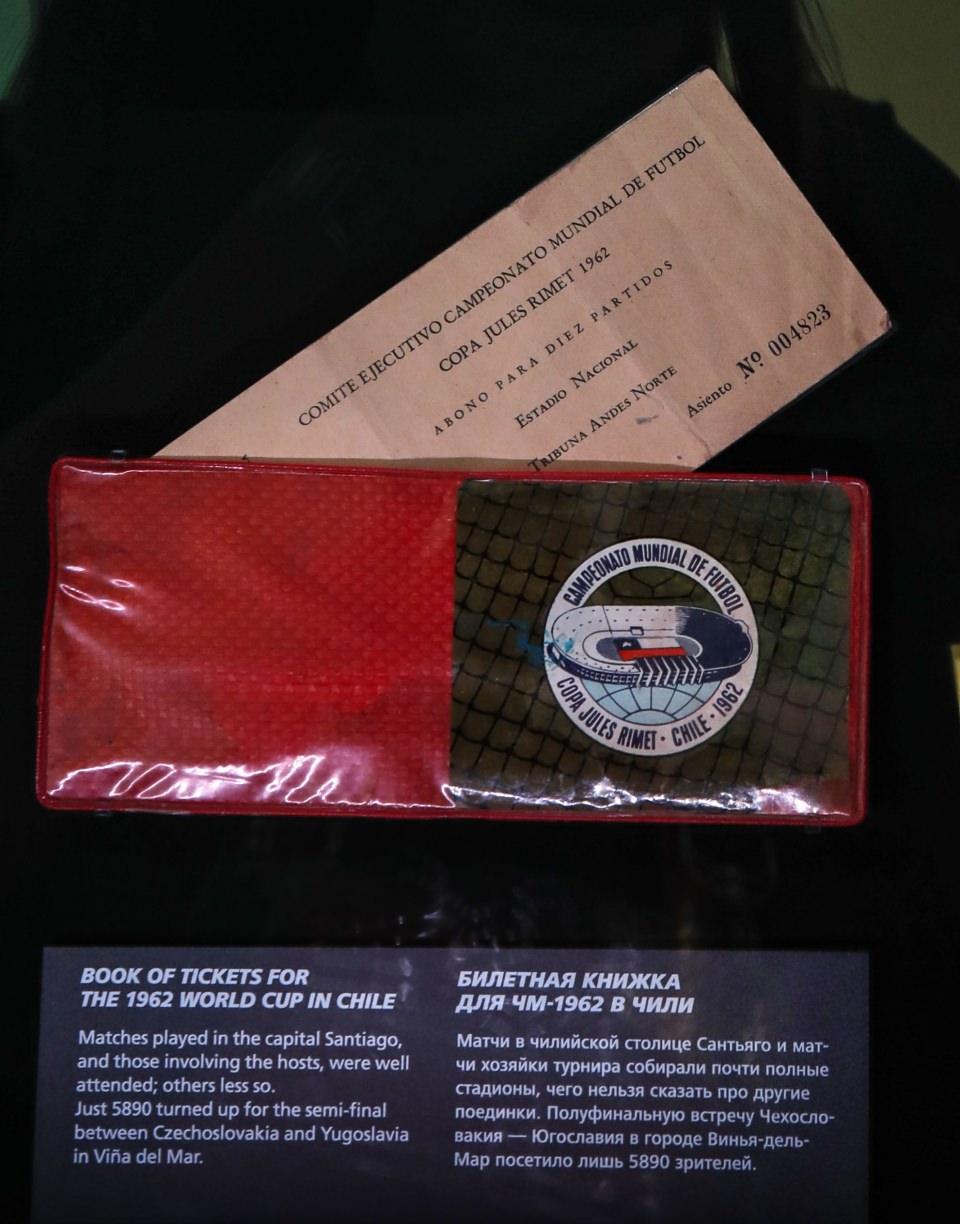 COMITE EJECUTIVO CAMPEONATO MUNDIAL DE FUTBOL
COPA JULES RIMET 1962
ABONO PARA DIEZ PARTIDOS
ESTADIO NACIONAL
TRIBUNA ANDES NORTE
Asiento Nº 004823
CAMPEONATO MUNDIAL DE FUTBOL
COPA JULES RIMET · CHILE · 1962
BOOK OF TICKETS FOR
THE 1962 WORLD CUP IN CHILE
Matches played in the capital Santiago,
and those involving the hosts, were well
attended; others less so.
Just 5890 turned up for the semi-final
between Czechoslovakia and Yugoslavia
in Viña del Mar.
БИЛЕТНАЯ КНИЖКА
ДЛЯ ЧМ-1962 В ЧИЛИ
Матчи в чилийской столице Сантьяго и мат-
чи хозяйки турнира собирали почти полные
стадионы, чего нельзя сказать про другие
поединки. Полуфинальную встречу Чехосло-
вакия — Югославия в городе Винья-дель-
Мар посетило лишь 5890 зрителей.